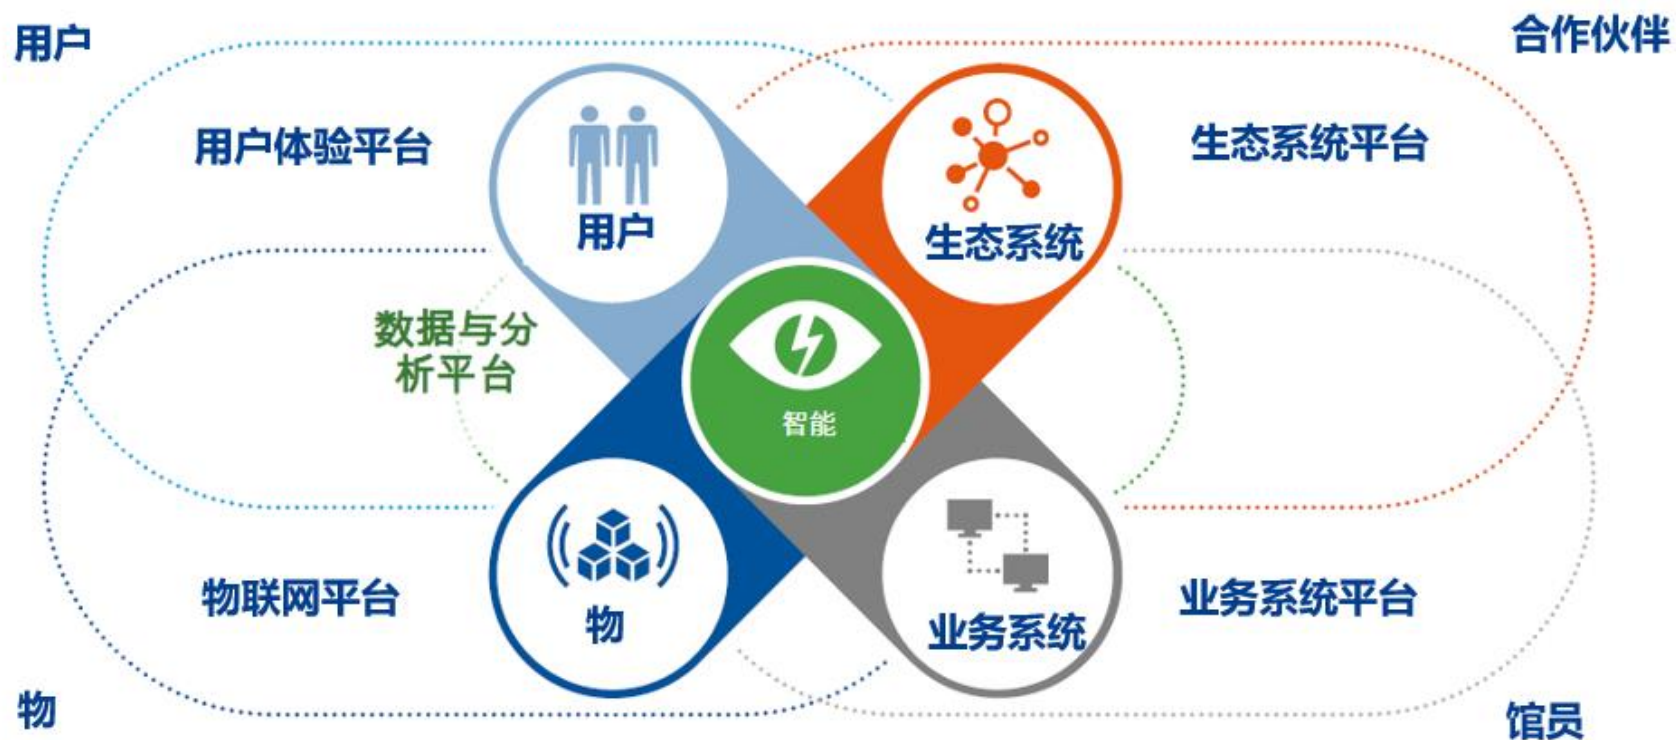 用户
合作伙伴
用户体验平台
生态系统平台
用户
生态系统
数据与分
析平台
智能
物联网平台
物
业务系统
业务系统平台
物
馆员